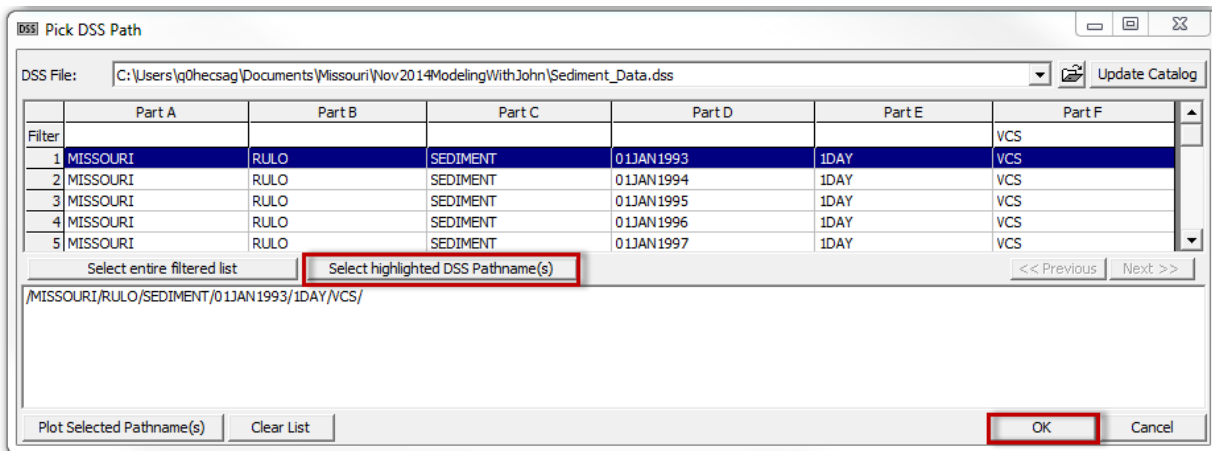 DSS Pick DSS Path
DSS File: C:\Users\q0hecsag\Documents\Missouri\Nov2014ModelingWithJohn\Sediment_Data.dss Update Catalog
Part A Part B Part C Part D Part E Part F
Filter VCS
1 MISSOURI RULO SEDIMENT 01JAN1993 1DAY VCS
2 MISSOURI RULO SEDIMENT 01JAN1994 1DAY VCS
3 MISSOURI RULO SEDIMENT 01JAN1995 1DAY VCS
4 MISSOURI RULO SEDIMENT 01JAN1996 1DAY VCS
5 MISSOURI RULO SEDIMENT 01JAN1997 1DAY VCS
Select entire filtered list Select highlighted DSS Pathname(s) << Previous Next >>
/MISSOURI/RULO/SEDIMENT/01JAN1993/1DAY/VCS/
Plot Selected Pathname(s) Clear List OK Cancel